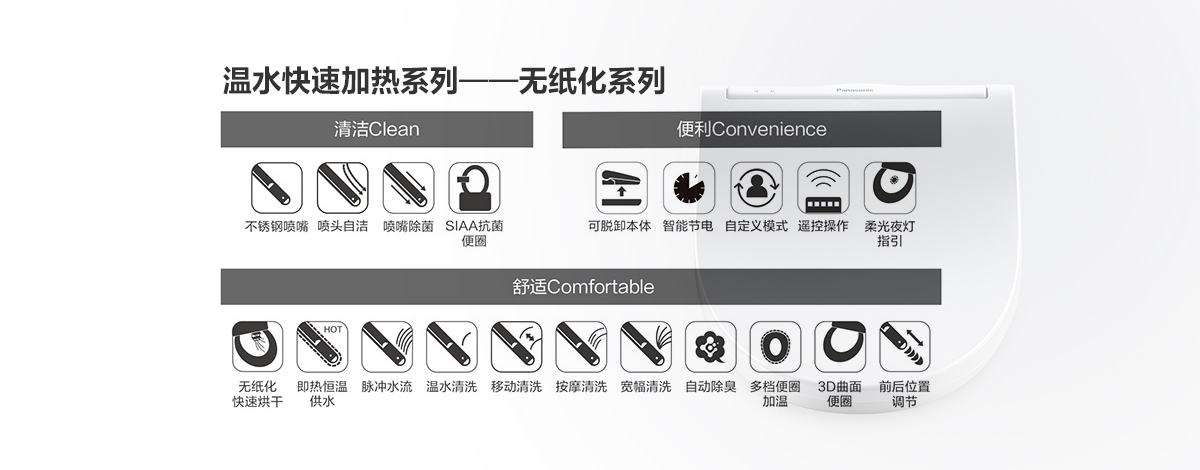 温水快速加热系列——无纸化系列
Panasonic
清洁Clean
便利Convenience
不锈钢喷嘴
喷头自洁
喷嘴除菌
SIAA抗菌
便圈
可脱卸本体
智能节电
自定义模式
遥控操作
柔光夜灯
指引
舒适Comfortable
HOT
无纸化
快速烘干
即热恒温
供水
脉冲水流
温水清洗
移动清洗
按摩清洗
宽幅清洗
自动除臭
多档便圈
加温
3D曲面
便圈
前后位置
调节